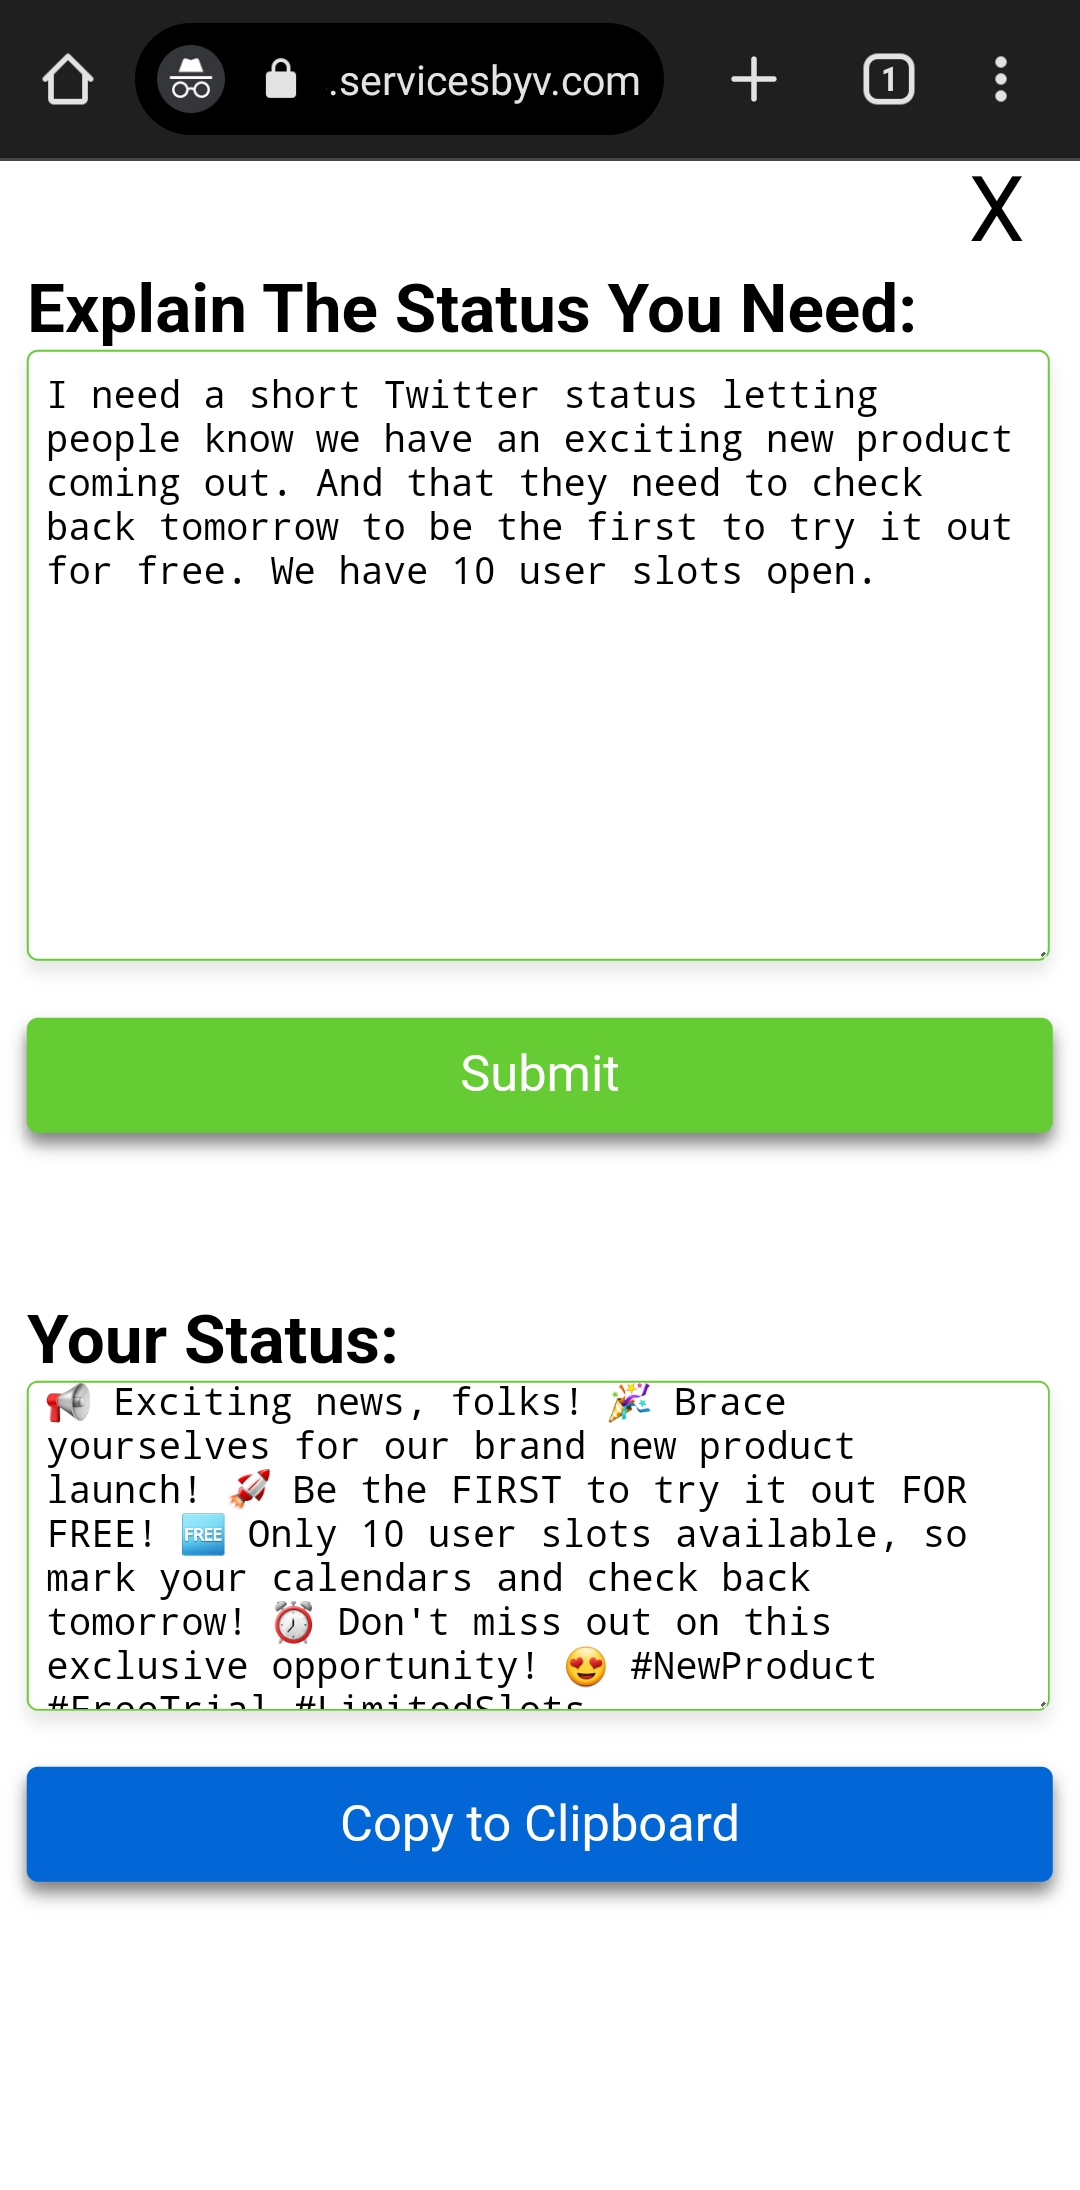 .servicesbyv.com
1
X
Explain The Status You Need:
I need a short Twitter status letting
people know we have an exciting new product
coming out. And that they need to check
back tomorrow to be the first to try it out
for free. We have 10 user slots open.
Submit
Your Status:
📢 Exciting news, folks! 🎉 Brace
yourselves for our brand new product
launch! 🚀 Be the FIRST to try it out FOR
FREE! 🆓 Only 10 user slots available, so
mark your calendars and check back
tomorrow! ⏰ Don't miss out on this
exclusive opportunity! 😍 #NewProduct
#FreeTrial #LimitedSlots
Copy to Clipboard